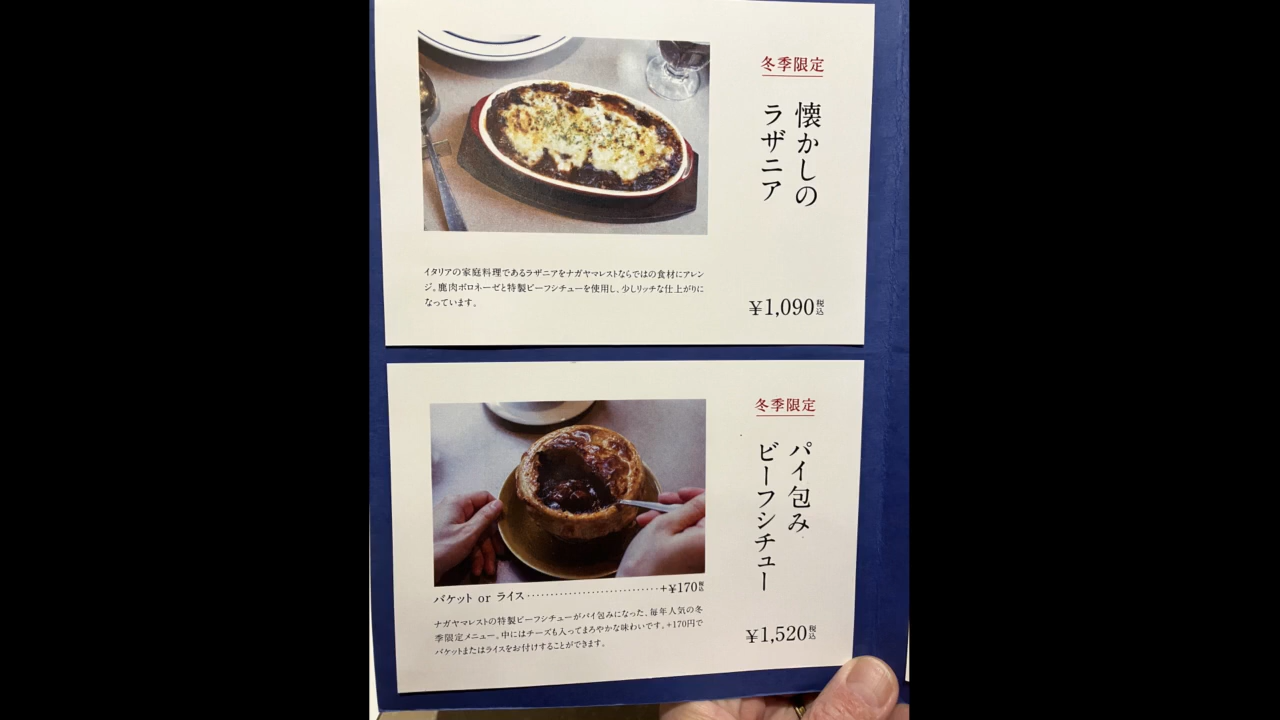 冬季限定
懐かしの
ラザニア
イタリアの家庭料理であるラザニアをナガヤマレストならではの食材にアレン
ジ。鹿肉ボロネーゼと特製ビーフシチューを使用し、少しリッチな仕上がりに
なっています。
¥1,090税込
冬季限定
パイ包み
ビーフシチュー
バケット or ライス‥‥‥‥‥‥‥‥‥‥‥‥‥‥+¥170税込
ナガヤマレストの特製ビーフシチューがパイ包みになった、毎年人気の冬
季限定メニュー。中にはチーズも入ってまろやかな味わいです。+170円で
バケットまたはライスをお付けすることができます。
¥1,520税込